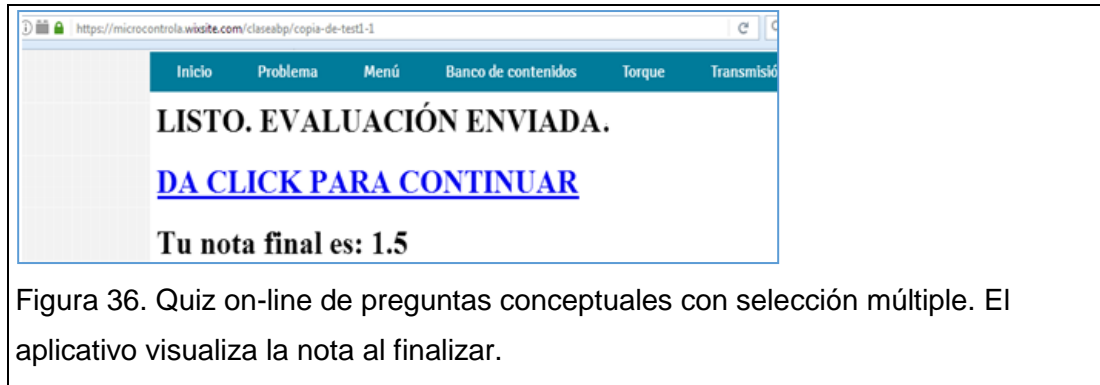 https://microcontrola.wixsite.com/claseabp/copia-de-test1-1
Inicio Problema Menú Banco de contenidos Torque Transmisió
LISTO. EVALUACIÓN ENVIADA.
DA CLICK PARA CONTINUAR
Tu nota final es: 1.5
Figura 36. Quiz on-line de preguntas conceptuales con selección múltiple. El
aplicativo visualiza la nota al finalizar.